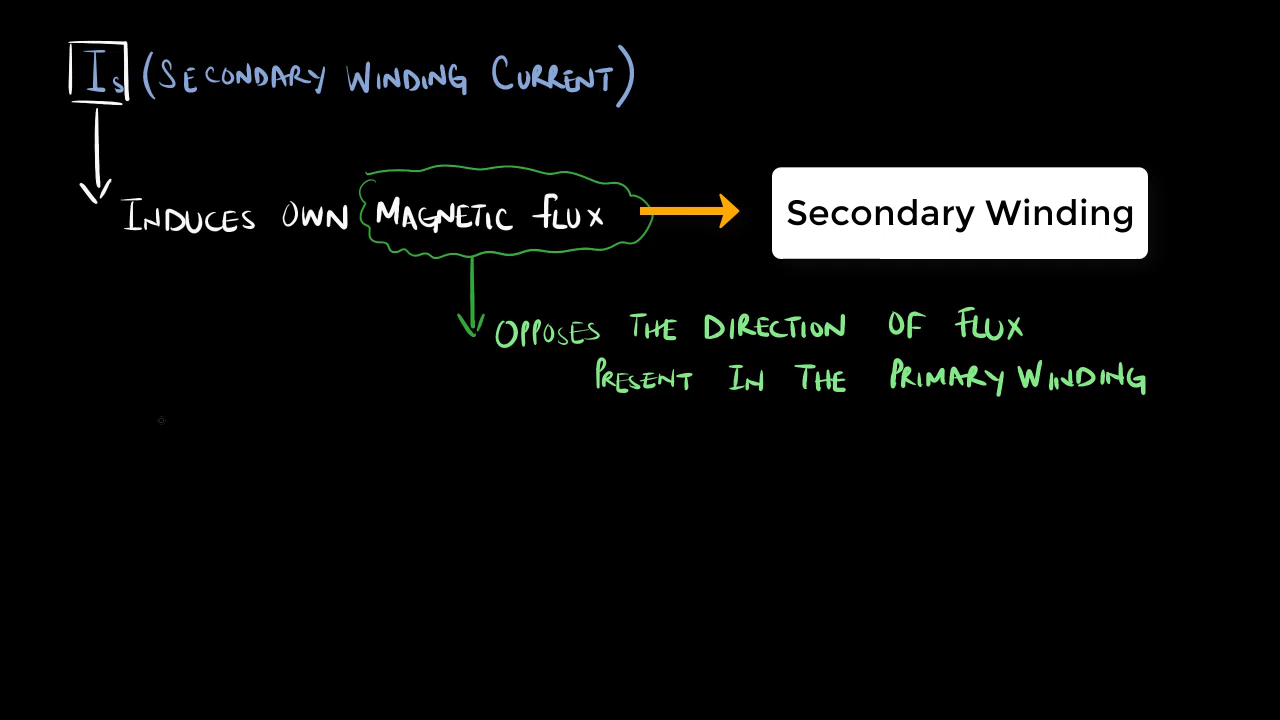 Is (SECONDARY WINDING CURRENT)
INDUCES OWN MAGNETIC fLUX
Secondary Winding
OPPOSES THE DIRECTION OF FLUX
PRESENT IN THE PRIMARY WINDING